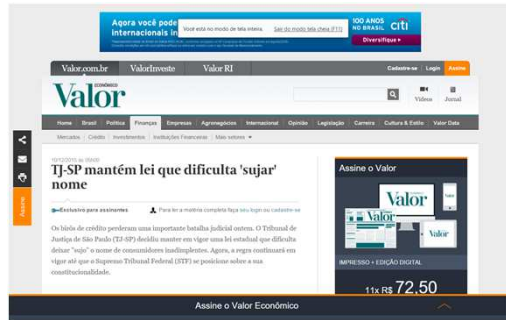 Agora você pode
internacionais in
Você está no modo de tela inteira. Sair do modo tela cheia (F11)
100 ANOS
NO BRASIL citi
Diversifique
Valor.com.br ValorInveste Valor RI Cadastre-se Login Assine
ECONÔMICO
Valor
Vídeos Jornal
Home Brasil Política Finanças Empresas Agronegócios Internacional Opinião Legislação Carreira Cultura & Estilo Valor Data
Mercados Crédito Investimentos Instituições Financeiras Mais setores
TJ-SP mantém lei que dificulta 'sujar'
nome
Exclusivo para assinantes Para ler a matéria completa faça seu login ou cadastre-se
Os birôs de crédito perderam uma importante batalha judicial ontem. O Tribunal de
Justiça de São Paulo (TJ-SP) decidiu manter em vigor uma lei estadual que dificulta
deixar "sujo" o nome de consumidores inadimplentes. Agora, a regra continuará em
vigor até que o Supremo Tribunal Federal (STF) se posicione sobre a sua
constitucionalidade.
Assine
Assine o Valor
Valor
Valor
Valor
IMPRESSO + EDIÇÃO DIGITAL
11x R$ 72,50
Assine o Valor Econômico